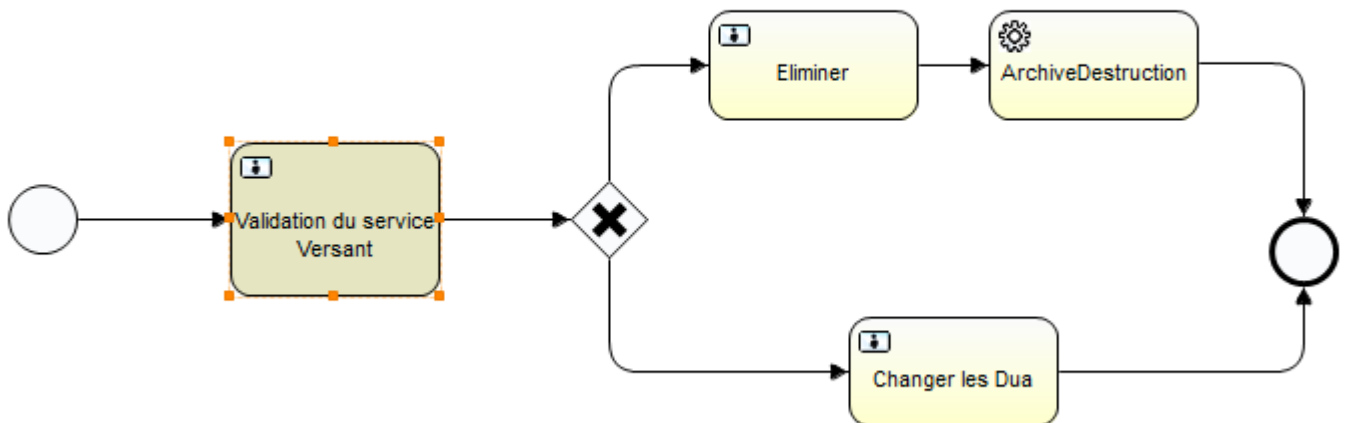 Eliminer
ArchiveDestruction
Validation du service
Versant
Changer les Dua